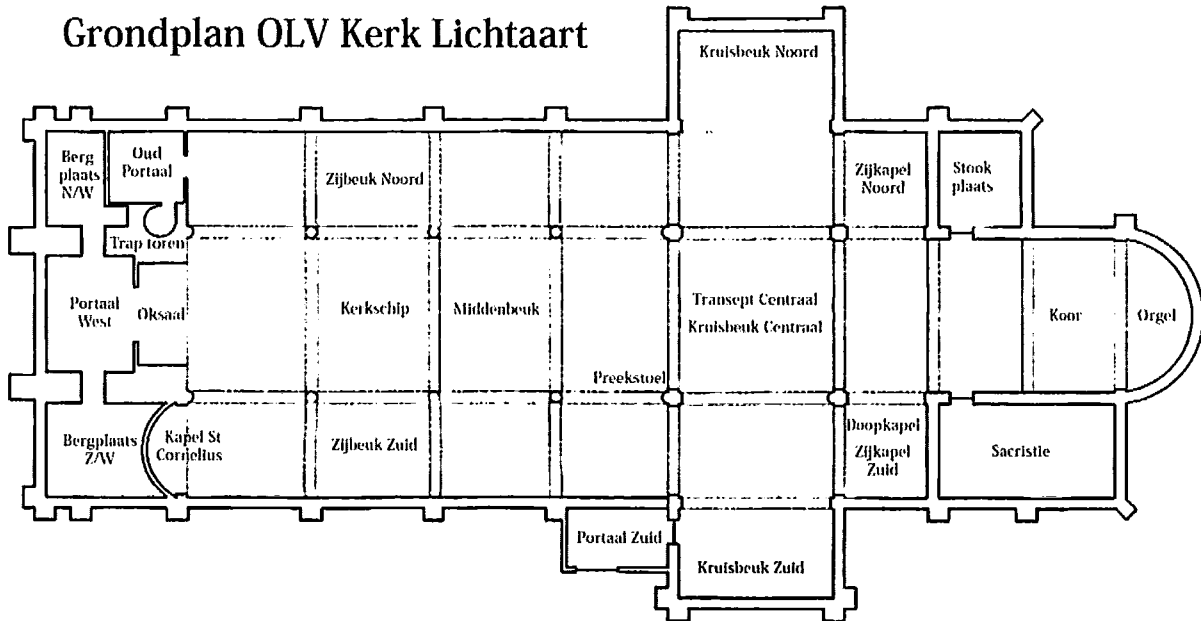 Grondplan OLV Kerk Lichtaart
Kruisbeuk Noord
Berg
plaats
N/W
Oud
Portaal
Zijbeuk Noord
Zijkapel
Noord
Stook
plaats
Trap toren
Portaal
West
Oksaal
Kerkschip
Middenbeuk
Transept Centraal
Kruisbeuk Centraal
Koor
Orgel
Preekstoel
Bergplaats
Z/W
Kapel St
Cornelius
Zijbeuk Zuid
Doopkapel
Zijkapel
Zuid
Sacristie
Portaal Zuid
Kruisbeuk Zuid